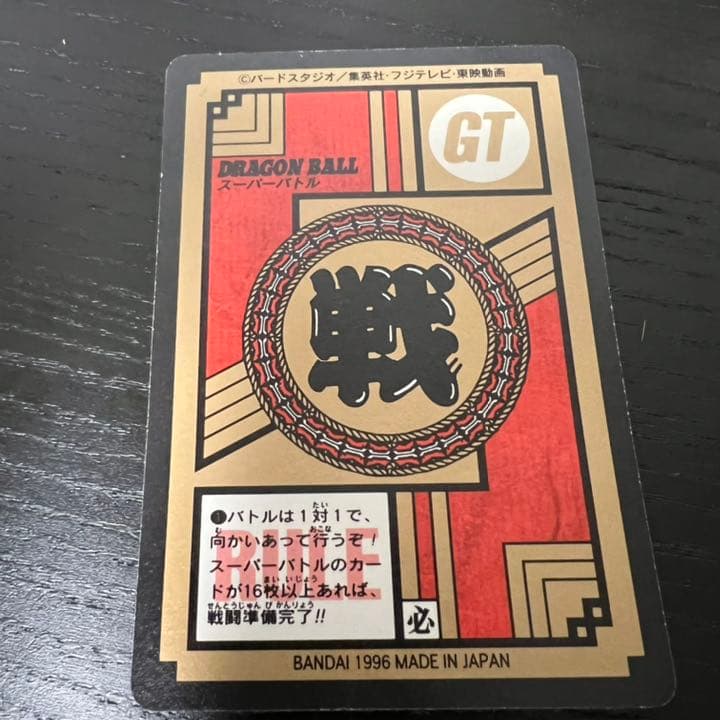 ©バードスタジオ／集英社・フジテレビ・東映動画
GT
DRAGON BALL
スーパーバトル
戦
RULE
❶バトルは1対1で、
向かいあって行うぞ！
スーパーバトルのカー
ドが16枚以上あれば、
戦闘準備完了!!
必
BANDAI 1996 MADE IN JAPAN